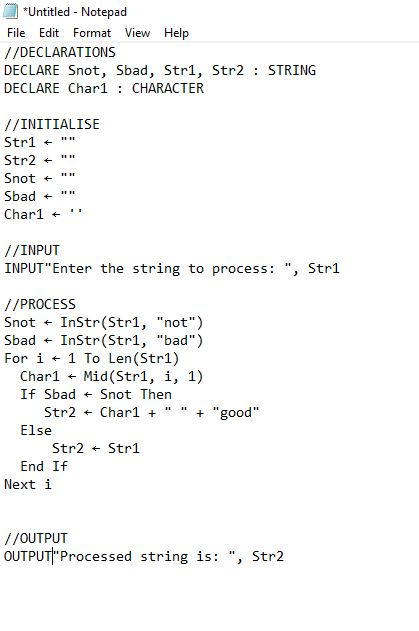 *Untitled - Notepad
File Edit Format View Help
//DECLARATIONS
DECLARE Snot, Sbad, Str1, Str2 : STRING
DECLARE Char1 : CHARACTER
//INITIALISE
Str1 ← ""
Str2 ← ""
Snot ← ""
Sbad ← ""
Char1 ← ''
//INPUT
INPUT"Enter the string to process: ", Str1
//PROCESS
Snot ← InStr(Str1, "not")
Sbad ← InStr(Str1, "bad")
For i ← 1 To Len(Str1)
  Char1 ← Mid(Str1, i, 1)
  If Sbad ← Snot Then
     Str2 ← Char1 + " " + "good"
  Else
      Str2 ← Str1
  End If
Next i
//OUTPUT
OUTPUT"Processed string is: ", Str2